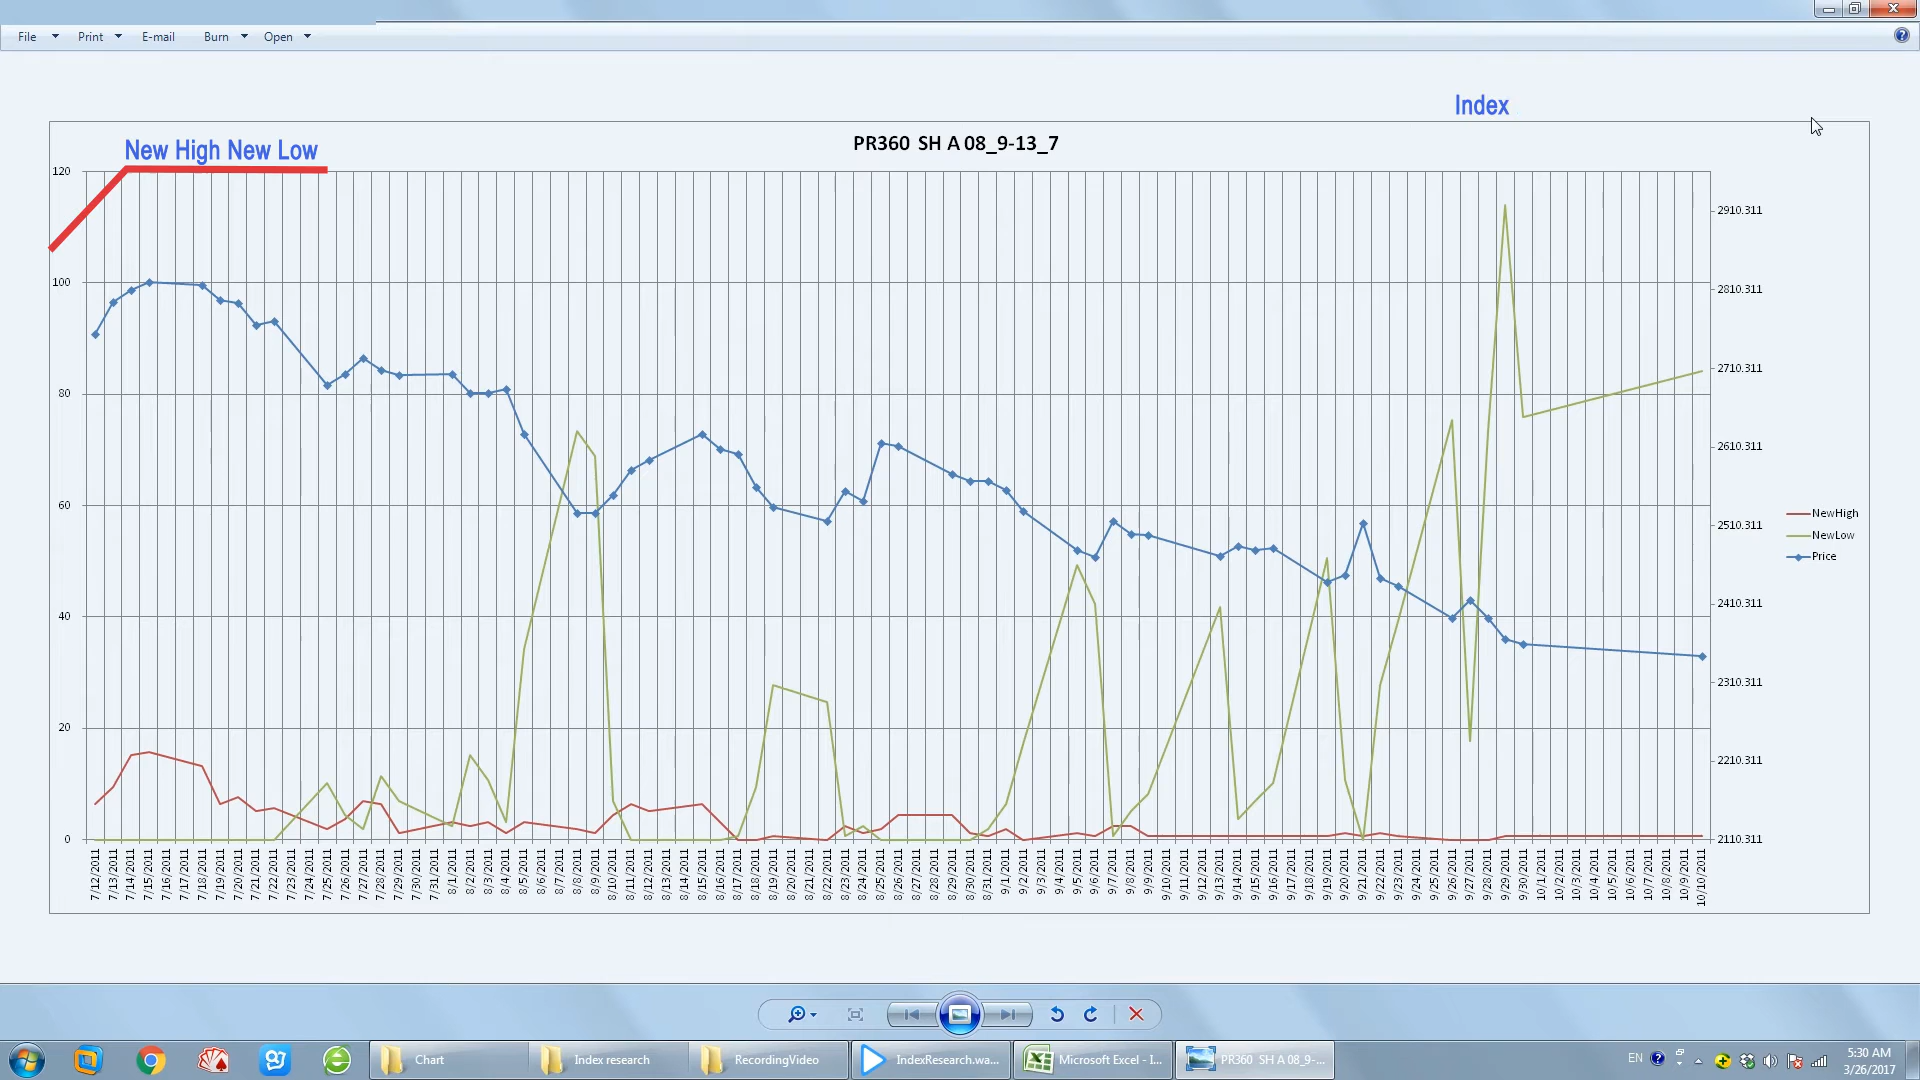 File Print E-mail Burn Open
Index
New High New Low
PR360 SH A 08_9-13_7
120
100
80
60
40
20
0
2910.311
2810.311
2710.311
2610.311
2510.311
2410.311
2310.311
2210.311
2110.311
NewHigh
NewLow
Price
7/12/2011 7/13/2011 7/14/2011 7/15/2011 7/16/2011 7/17/2011 7/18/2011 7/19/2011 7/20/2011 7/21/2011 7/22/2011 7/23/2011 7/24/2011 7/25/2011 7/26/2011 7/27/2011 7/28/2011 7/29/2011 7/30/2011 7/31/2011 8/1/2011 8/2/2011 8/3/2011 8/4/2011 8/5/2011 8/6/2011 8/7/2011 8/8/2011 8/9/2011 8/10/2011 8/11/2011 8/12/2011 8/13/2011 8/14/2011 8/15/2011 8/16/2011 8/17/2011 8/18/2011 8/19/2011 8/20/2011 8/21/2011 8/22/2011 8/23/2011 8/24/2011 8/25/2011 8/26/2011 8/27/2011 8/28/2011 8/29/2011 8/30/2011 8/31/2011 9/1/2011 9/2/2011 9/3/2011 9/4/2011 9/5/2011 9/6/2011 9/7/2011 9/8/2011 9/9/2011 9/10/2011 9/11/2011 9/12/2011 9/13/2011 9/14/2011 9/15/2011 9/16/2011 9/17/2011 9/18/2011 9/19/2011 9/20/2011 9/21/2011 9/22/2011 9/23/2011 9/24/2011 9/25/2011 9/26/2011 9/27/2011 9/28/2011 9/29/2011 9/30/2011 10/1/2011 10/2/2011 10/3/2011 10/4/2011 10/5/2011 10/6/2011 10/7/2011 10/8/2011 10/9/2011 10/10/2011
Chart Index research RecordingVideo IndexResearch.wa... Microsoft Excel - I... PR360 SH A 08_9-... EN 5:30 AM
3/26/2017